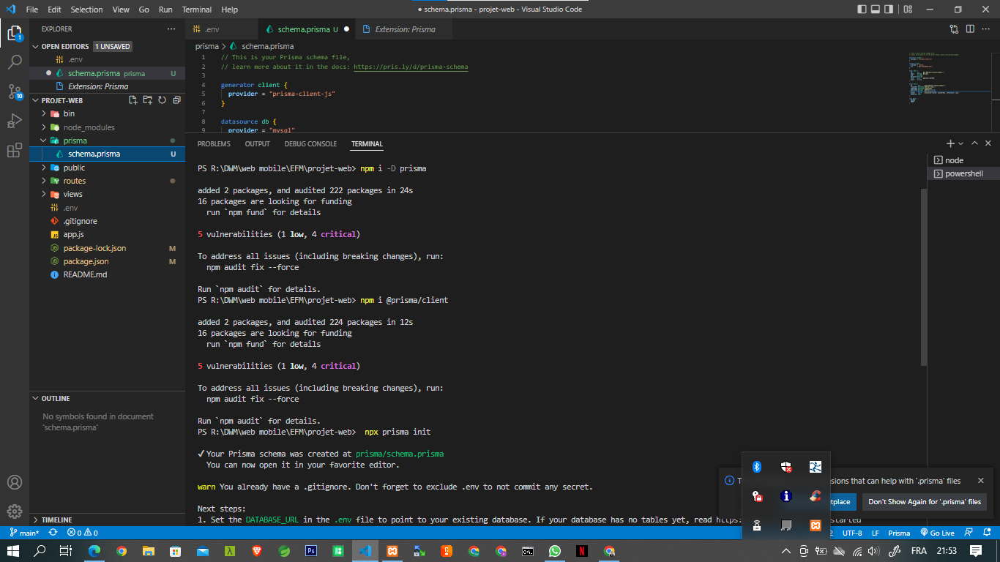 File Edit Selection View Go Run Terminal Help
● schema.prisma - projet-web - Visual Studio Code
EXPLORER
OPEN EDITORS 1 UNSAVED
.env
schema.prisma prisma U
Extension: Prisma
PROJET-WEB
bin
node_modules
prisma
schema.prisma U
public
routes
views
.env
.gitignore
app.js
package-lock.json M
package.json M
README.md
OUTLINE
No symbols found in document
'schema.prisma'
TIMELINE
1
10
.env
schema.prisma U
Extension: Prisma
prisma > schema.prisma
1 // This is your Prisma schema file,
2 // learn more about it in the docs: https://pris.ly/d/prisma-schema
3
4 generator client {
5 provider = "prisma-client-js"
6 }
7
8 datasource db {
9 provider = "mysql"
PROBLEMS OUTPUT DEBUG CONSOLE TERMINAL
node
powershell
PS R:\DWM\web mobile\EFM\projet-web> npm i -D prisma
added 2 packages, and audited 222 packages in 24s
16 packages are looking for funding
run `npm fund` for details
5 vulnerabilities (1 low, 4 critical)
To address all issues (including breaking changes), run:
npm audit fix --force
Run `npm audit` for details.
PS R:\DWM\web mobile\EFM\projet-web> npm i @prisma/client
added 2 packages, and audited 224 packages in 12s
16 packages are looking for funding
run `npm fund` for details
5 vulnerabilities (1 low, 4 critical)
To address all issues (including breaking changes), run:
npm audit fix --force
Run `npm audit` for details.
PS R:\DWM\web mobile\EFM\projet-web> npx prisma init
✔ Your Prisma schema was created at prisma/schema.prisma
You can now open it in your favorite editor.
warn You already have a .gitignore. Don't forget to exclude .env to not commit any secret.
Next steps:
1. Set the DATABASE_URL in the .env file to point to your existing database. If your database has no tables yet, read https: started
that can help with '.prisma' files
Don't Show Again for '.prisma' files
main* 0 0 UTF-8 LF Prisma Go Live
FRA 21:53